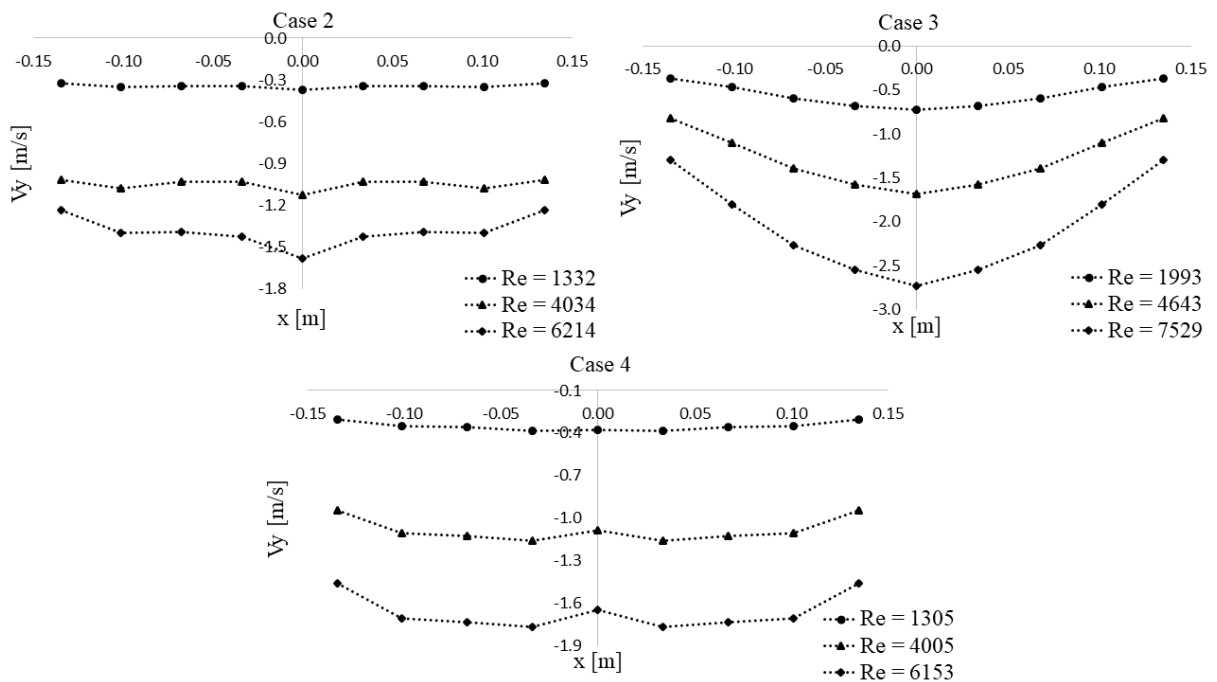 Case 2
0.0
-0.15 -0.10 -0.05 0.00 0.05 0.10 0.15
-0.3
-0.6
-0.9
-1.2
-1.5
-1.8
Vy [m/s]
x [m]
Re = 1332
Re = 4034
Re = 6214
Case 3
0.0
-0.15 -0.10 -0.05 0.00 0.05 0.10 0.15
-0.5
-1.0
-1.5
-2.0
-2.5
-3.0
Vy [m/s]
x [m]
Re = 1993
Re = 4643
Re = 7529
Case 4
-0.1
-0.15 -0.10 -0.05 0.00 0.05 0.10 0.15
-0.4
-0.7
-1.0
-1.3
-1.6
-1.9
Vy [m/s]
x [m]
Re = 1305
Re = 4005
Re = 6153